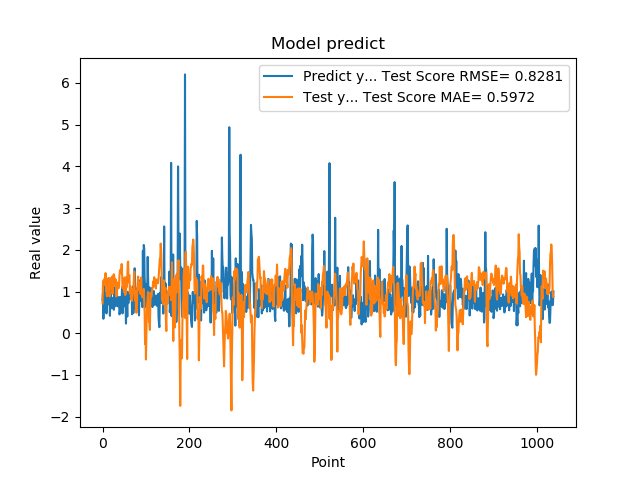 Model predict
Predict y... Test Score RMSE= 0.8281
Test y... Test Score MAE= 0.5972
6
5
4
3
2
1
0
−1
−2
Real value
0 200 400 600 800 1000
Point